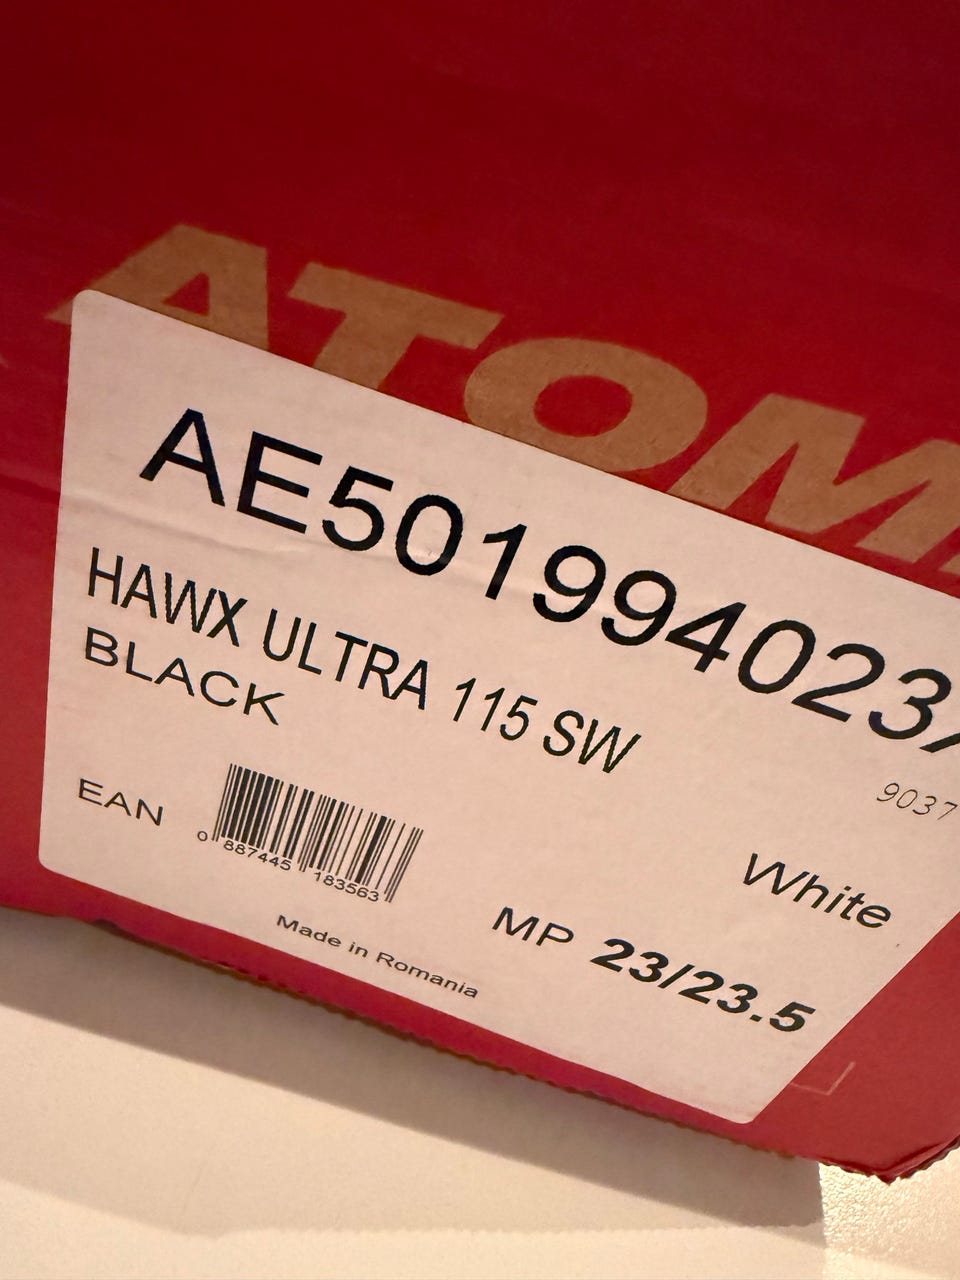 ATOM
AE501994023
HAWX ULTRA 115 SW
BLACK
9037
White
EAN
0 887445 183563
MP 23/23.5
Made in Romania